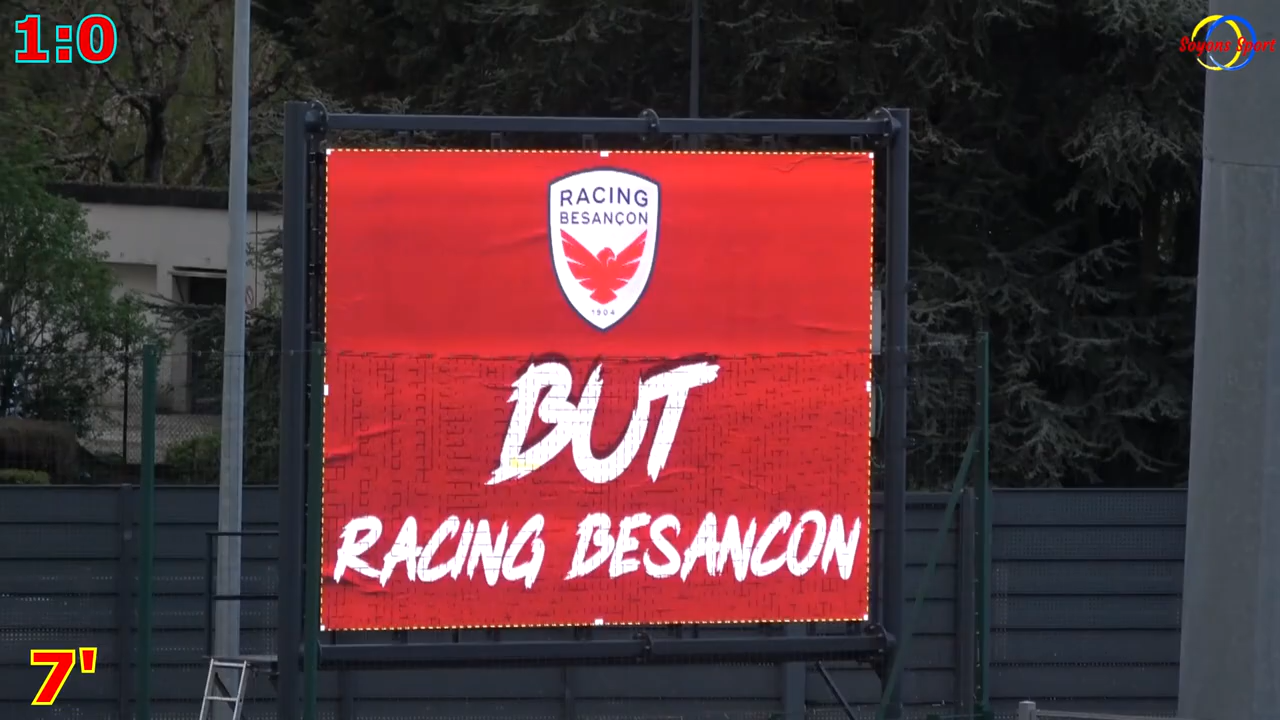 1:0
Soyons Sport
RACING
BESANÇON
1904
BUT
RACING BESANCON
7'